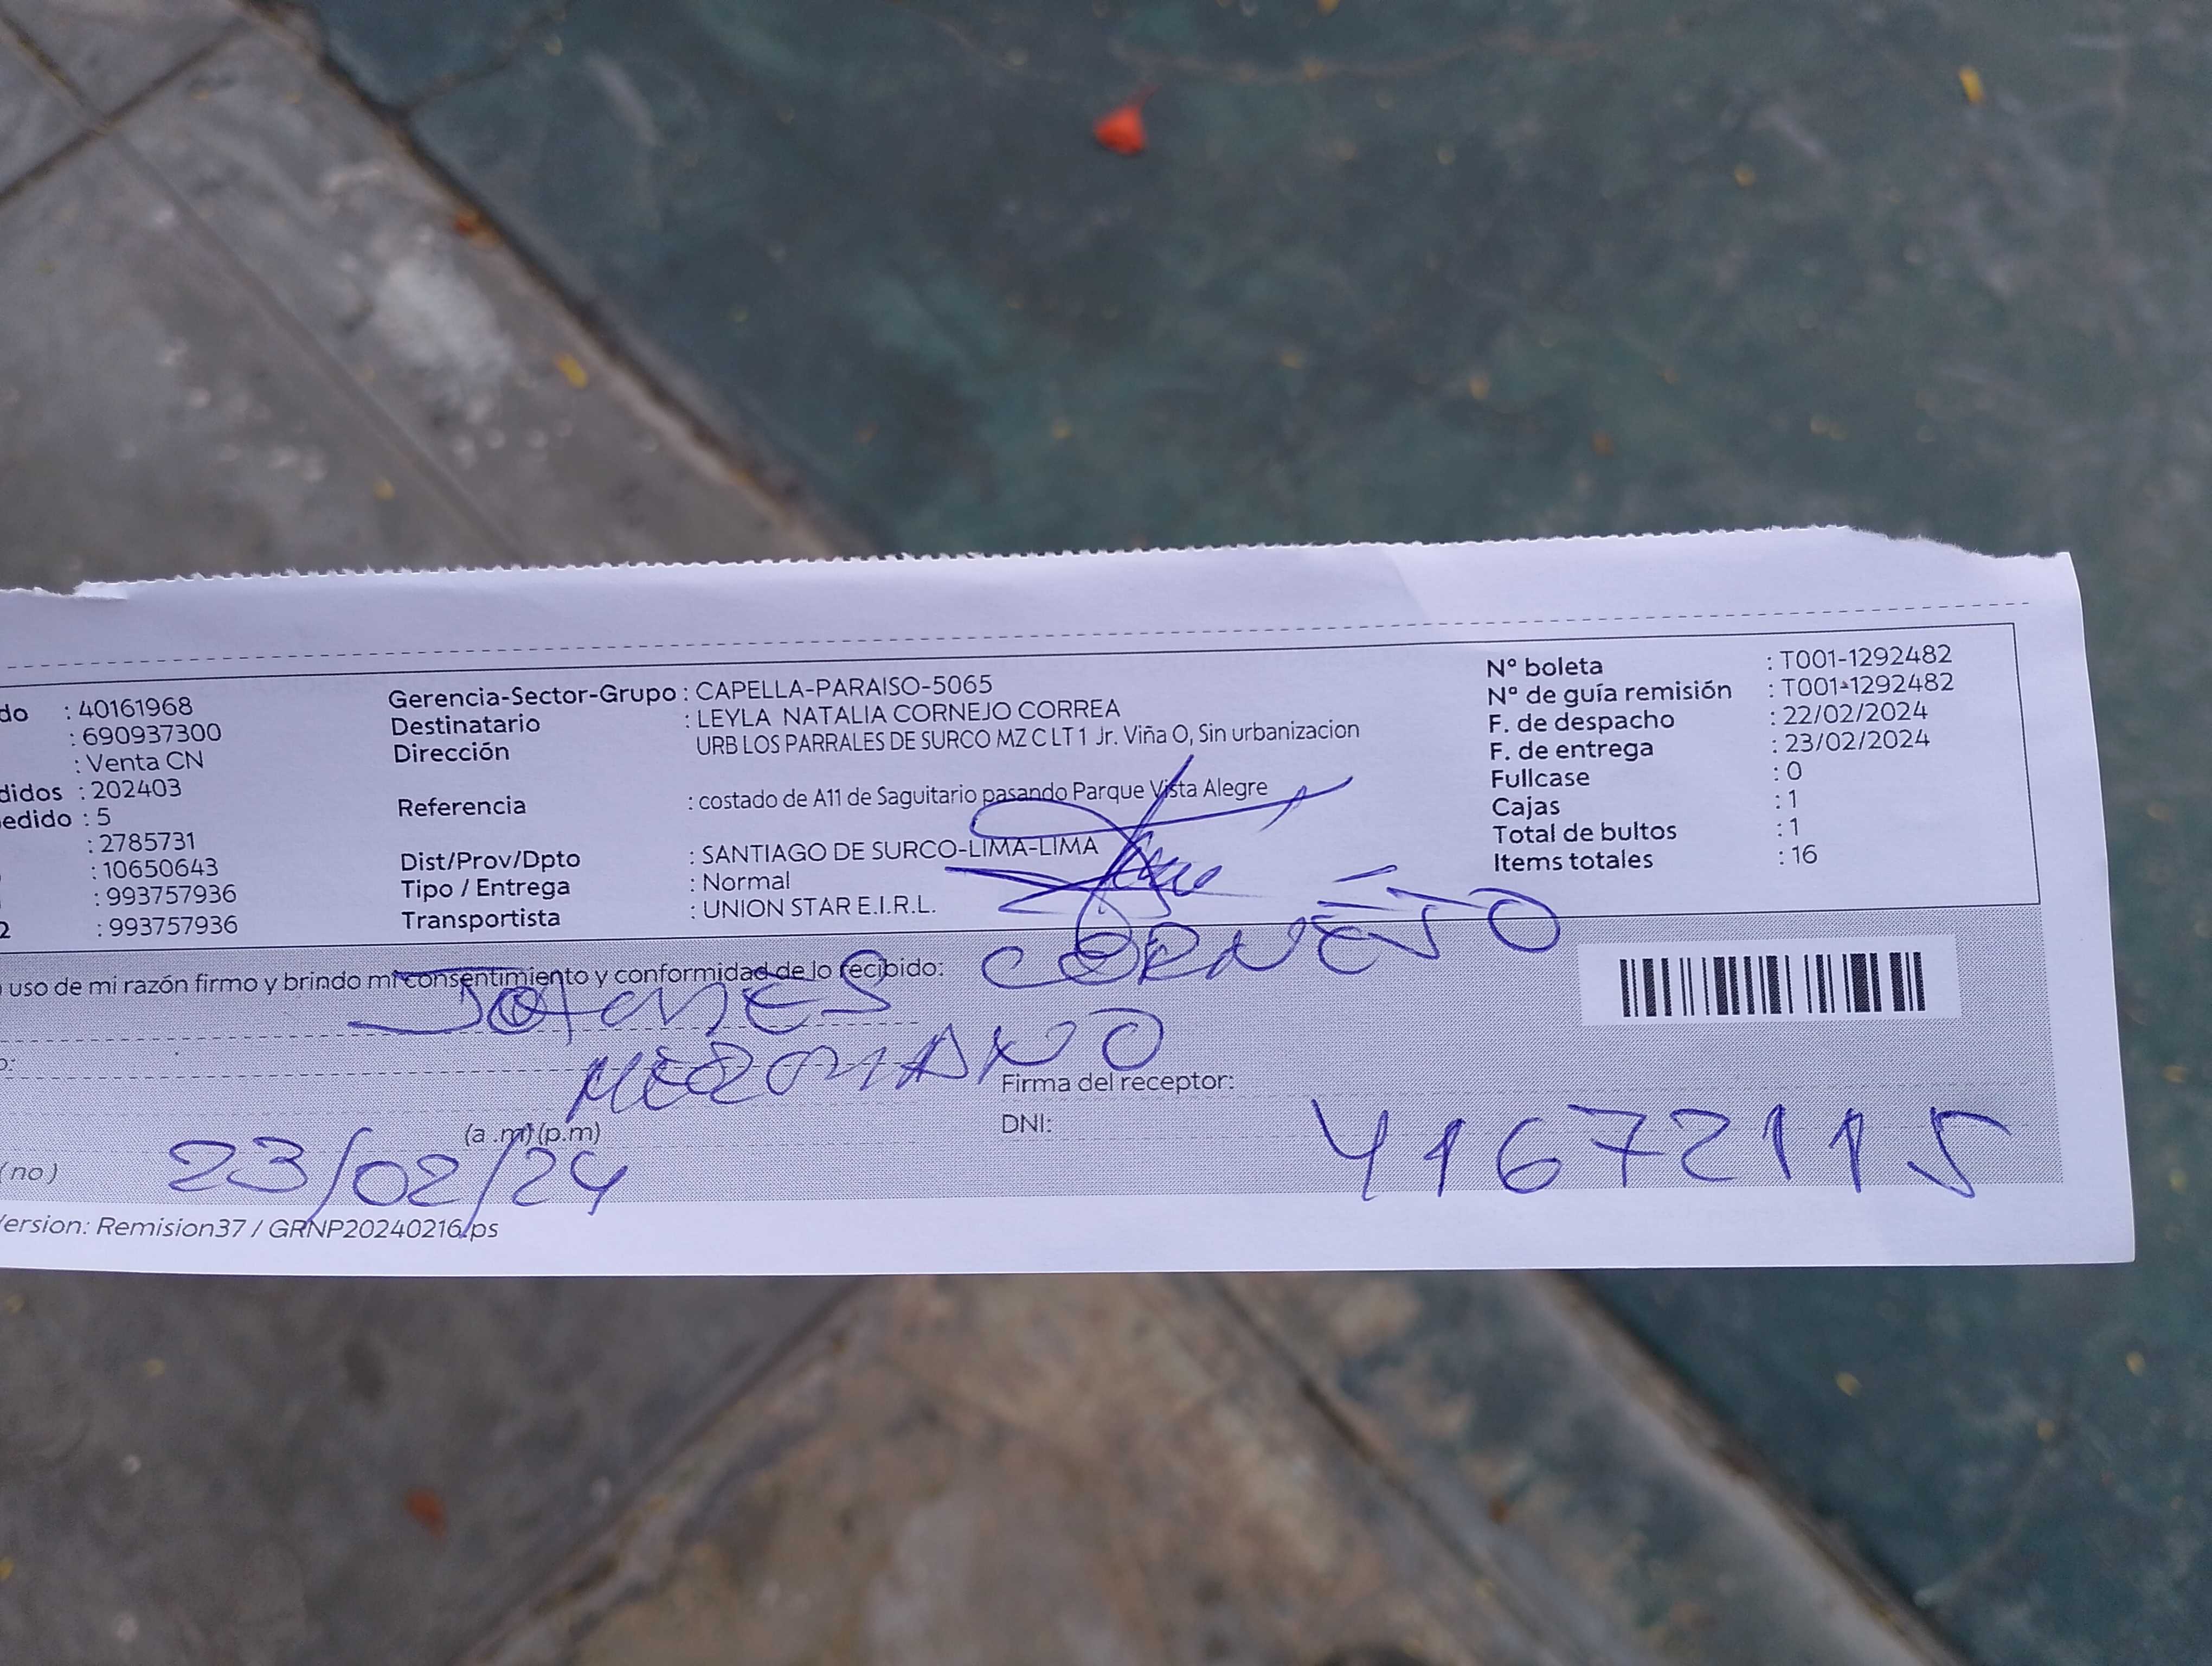 do : 40161968
: 690937300
: Venta CN
didos : 202403
edido : 5
: 2785731
: 10650643
: 993757936
2 : 993757936
Gerencia-Sector-Grupo : CAPELLA-PARAISO-5065
Destinatario : LEYLA NATALIA CORNEJO CORREA
Dirección URB LOS PARRALES DE SURCO MZ C LT 1 Jr. Viña O, Sin urbanizacion
Referencia : costado de A11 de Saguitario pasando Parque Vista Alegre
Dist/Prov/Dpto : SANTIAGO DE SURCO-LIMA-LIMA
Tipo / Entrega : Normal
Transportista : UNION STAR E.I.R.L.
N° boleta : T001-1292482
N° de guía remisión : T001-1292482
F. de despacho : 22/02/2024
F. de entrega : 23/02/2024
Fullcase : 0
Cajas : 1
Total de bultos : 1
Items totales : 16
uso de mi razón firmo y brindo mi consentimiento y conformidad de lo recibido:
CORNEJO
o:
Firma del receptor:
(a .m) (p.m)
DNI: 41672115
(no) 23/02/24
Version: Remision37 / GRNP20240216.ps